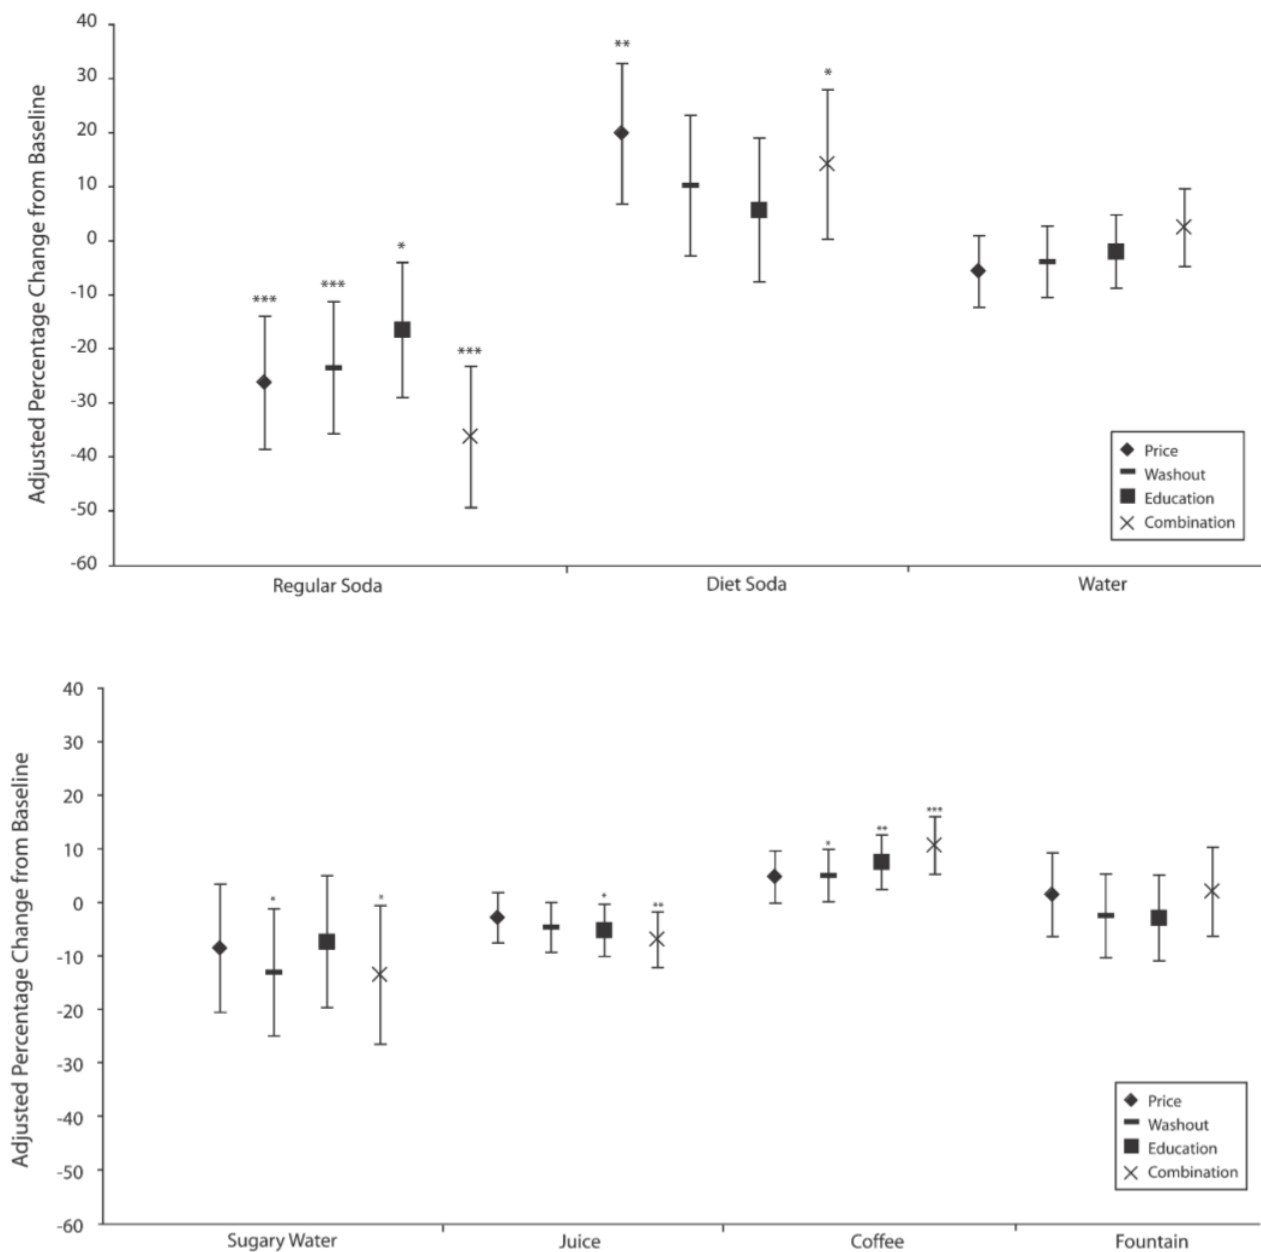 Adjusted Percentage Change from Baseline
40
30
20
10
0
-10
-20
-30
-40
-50
-60
**
*
*
***
***
***
Price
Washout
Education
Combination
Regular Soda
Diet Soda
Water
Adjusted Percentage Change from Baseline
40
30
20
10
0
-10
-20
-30
-40
-50
-60
***
**
*
*
*
*
**
Price
Washout
Education
Combination
Sugary Water
Juice
Coffee
Fountain